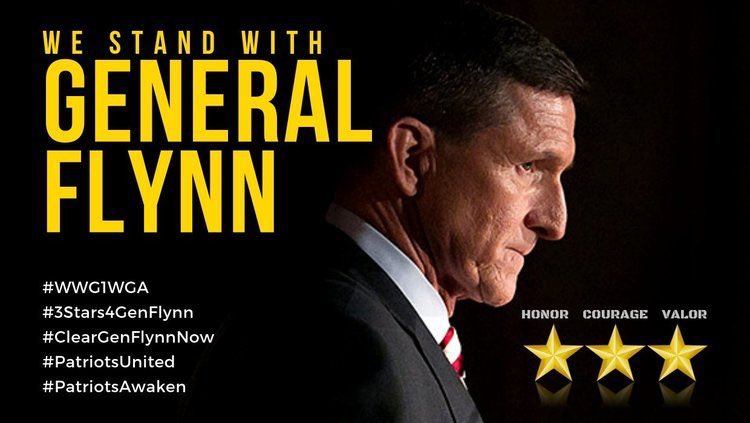 WE STAND WITH
GENERAL
FLYNN
#WWG1WGA
#3Stars4GenFlynn
#ClearGenFlynnNow
#PatriotsUnited
#PatriotsAwaken
HONOR COURAGE VALOR